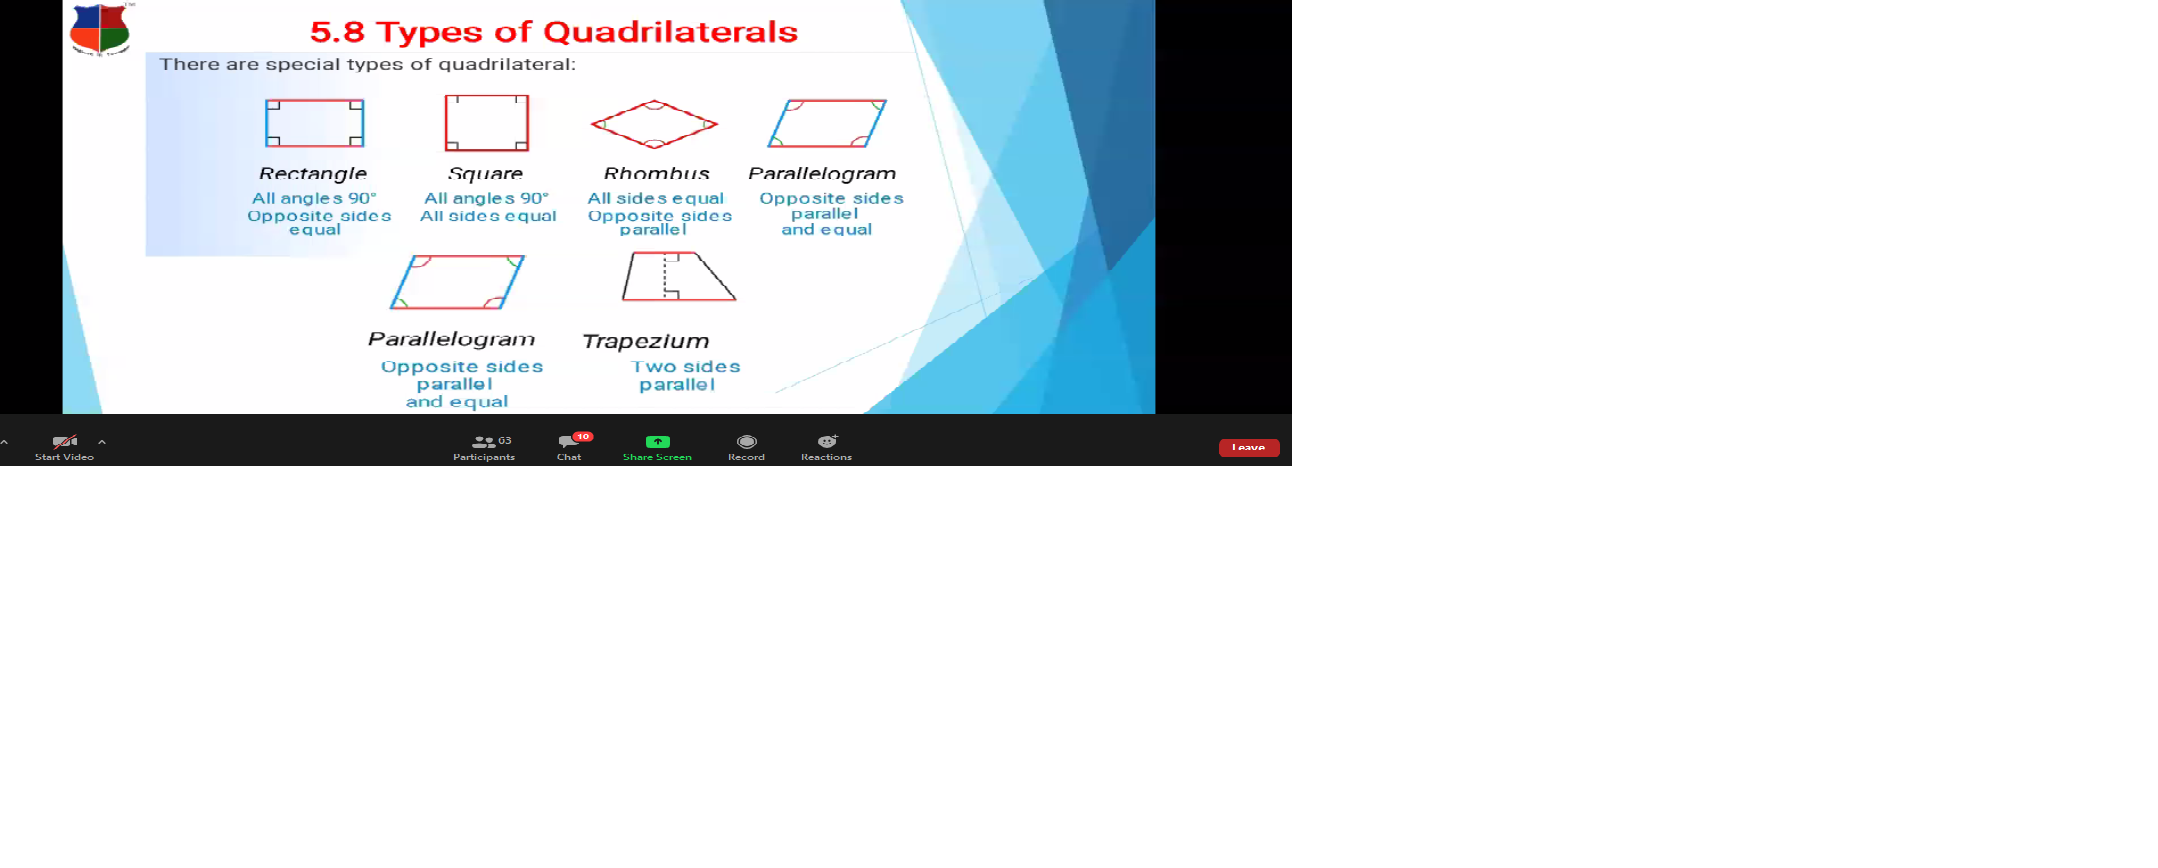 5.8 Types of Quadrilaterals
There are special types of quadrilateral:
Rectangle
All angles 90°
Opposite sides
equal
Square
All angles 90°
All sides equal
Rhombus
All sides equal
Opposite sides
parallel
Parallelogram
Opposite sides
parallel
and equal
Parallelogram
Opposite sides
parallel
and equal
Trapezium
Two sides
parallel
Start Video
63
Participants
10
Chat
Share Screen
Record
Reactions
Leave